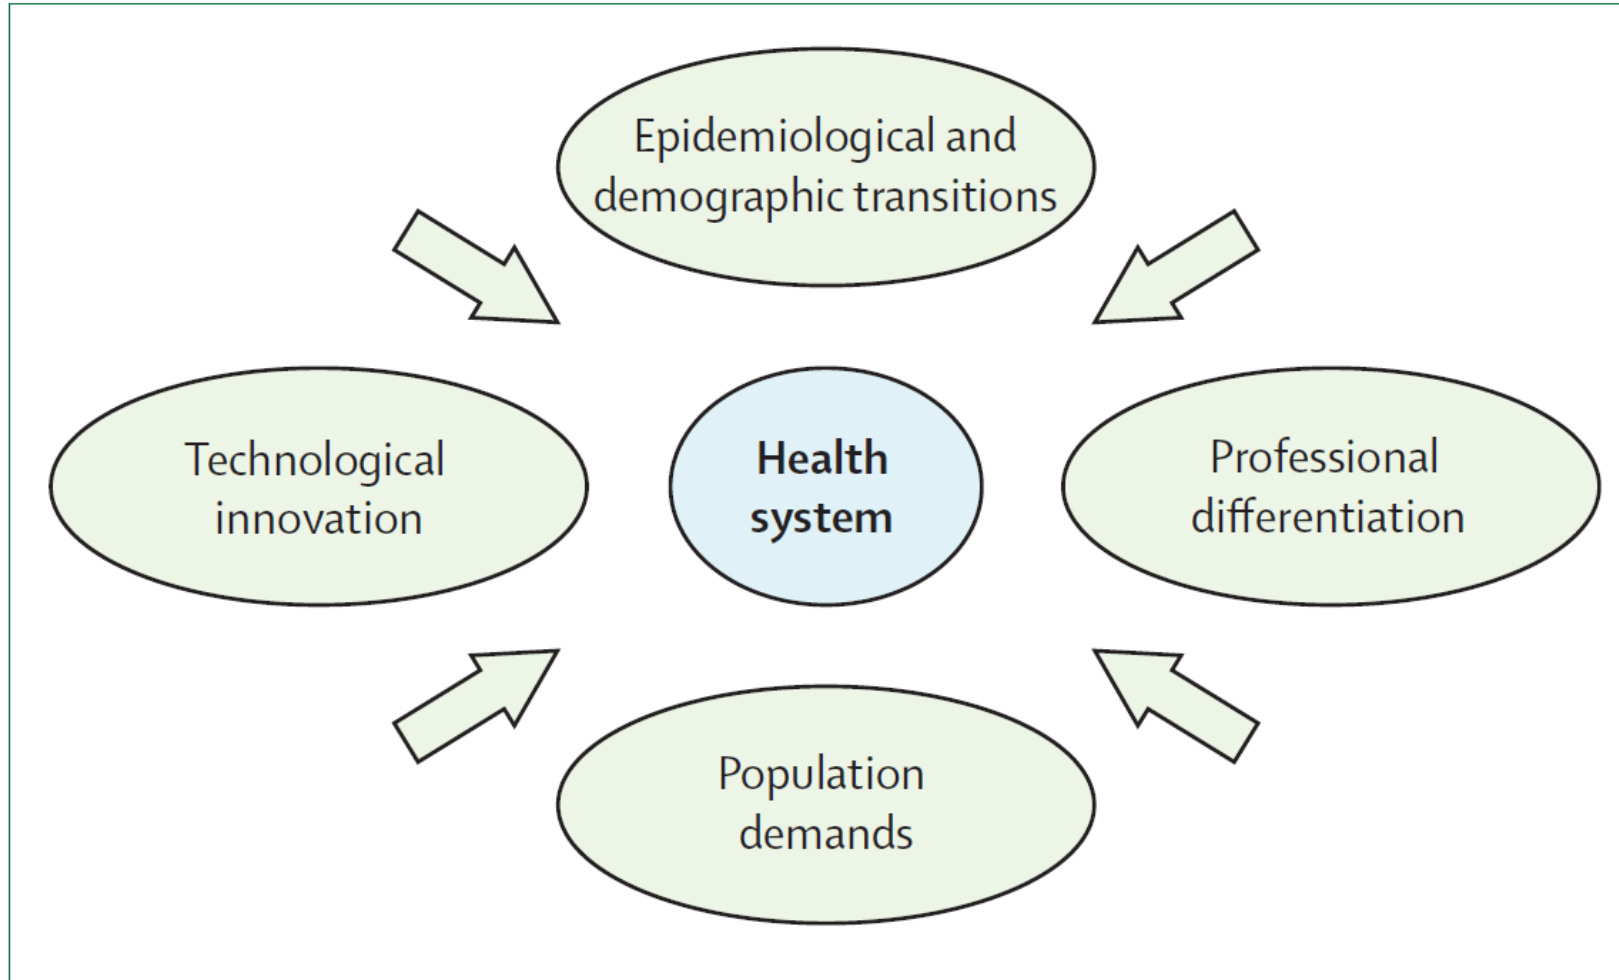 Epidemiological and
demographic transitions
Technological
innovation
Health
system
Professional
differentiation
Population
demands